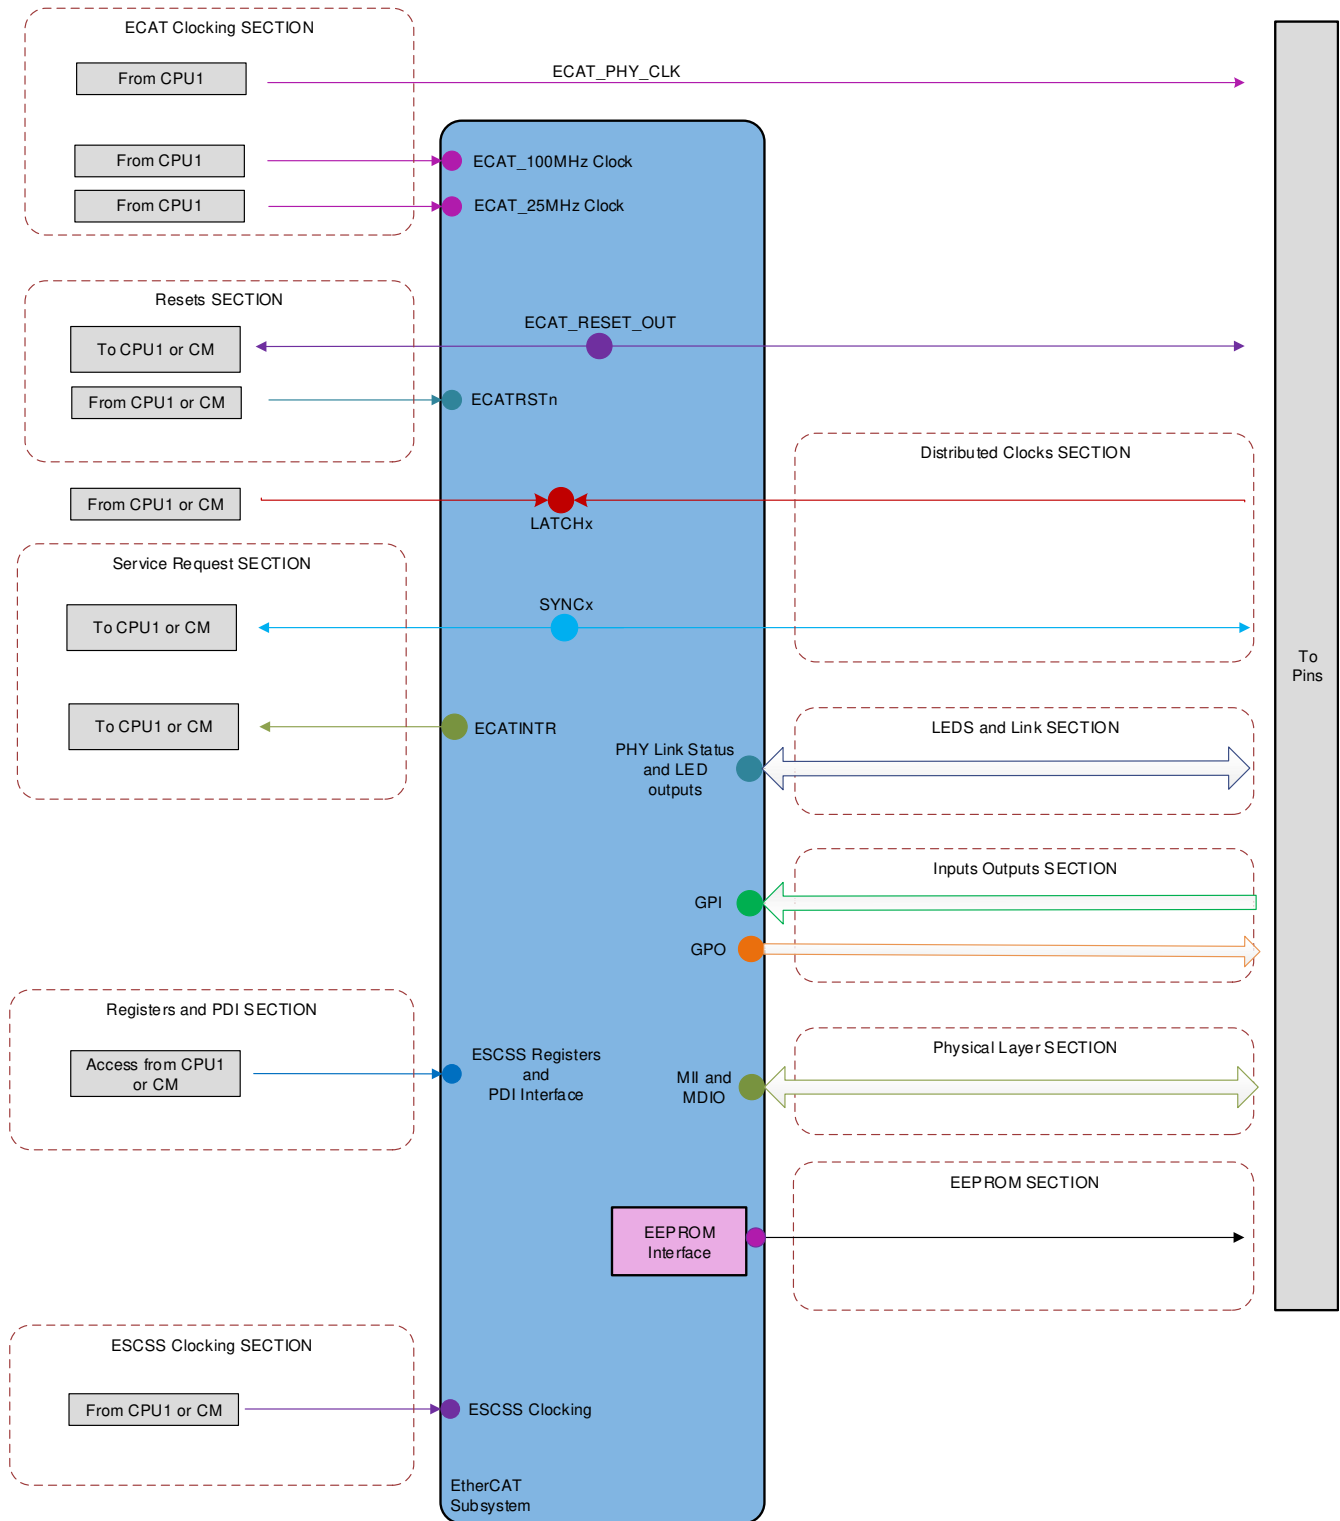 ECAT Clocking SECTION
From CPU1
ECAT_PHY_CLK
From CPU1
ECAT_100MHz Clock
From CPU1
ECAT_25MHz Clock
Resets SECTION
To CPU1 or CM
ECAT_RESET_OUT
From CPU1 or CM
ECATRSTn
Distributed Clocks SECTION
From CPU1 or CM
LATCHx
Service Request SECTION
To CPU1 or CM
SYNCx
To
Pins
To CPU1 or CM
ECATINTR
LEDS and Link SECTION
PHY Link Status
and LED
outputs
Inputs Outputs SECTION
GPI
GPO
Registers and PDI SECTION
Access from CPU1
or CM
ESCSS Registers
and
PDI Interface
Physical Layer SECTION
MII and
MDIO
EEPROM SECTION
EEPROM
Interface
ESCSS Clocking SECTION
From CPU1 or CM
ESCSS Clocking
EtherCAT
Subsystem